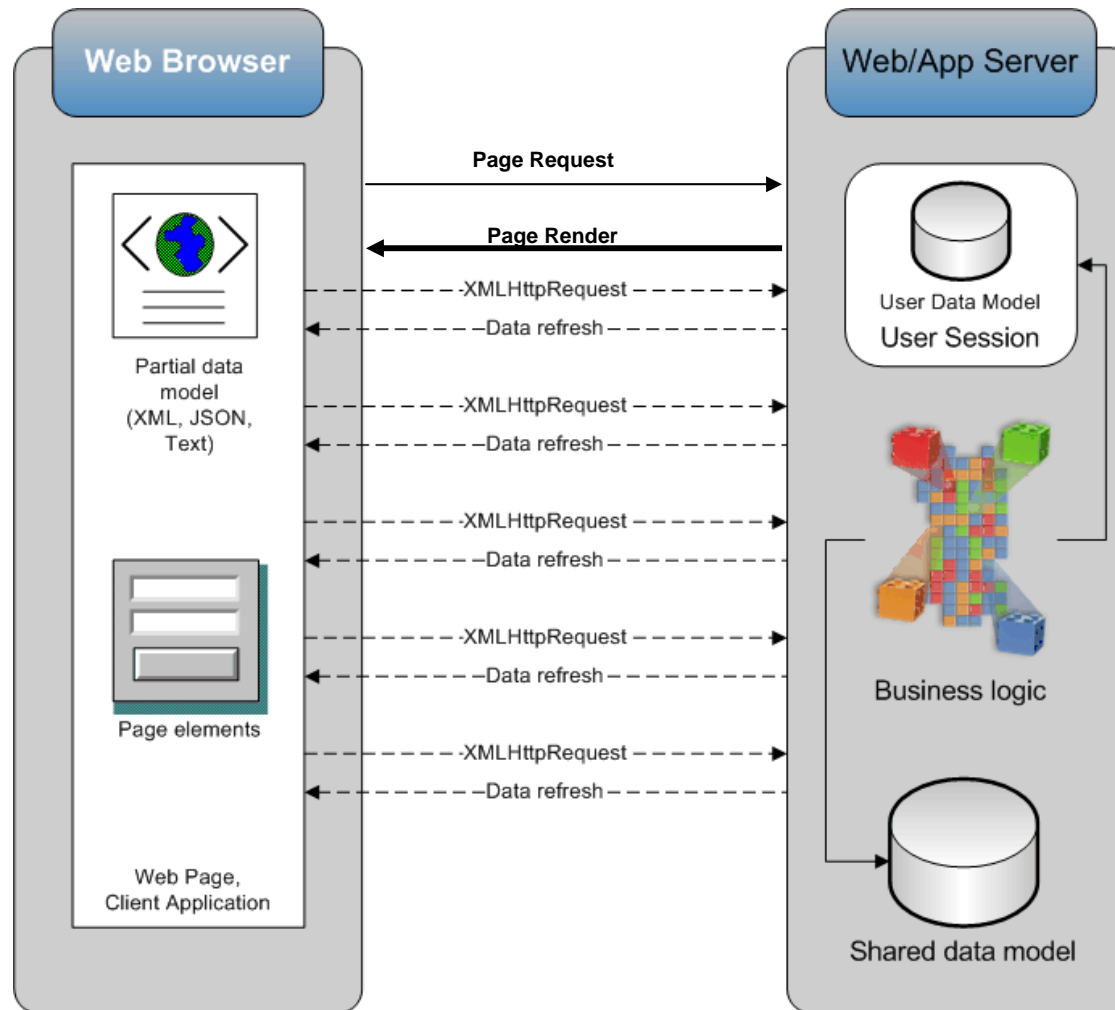 Web Browser
Web/App Server
Page Request
Page Render
XMLHttpRequest
Data refresh
XMLHttpRequest
Data refresh
XMLHttpRequest
Data refresh
XMLHttpRequest
Data refresh
XMLHttpRequest
Data refresh
Partial data
model
(XML, JSON,
Text)
Page elements
Web Page,
Client Application
User Data Model
User Session
Business logic
Shared data model